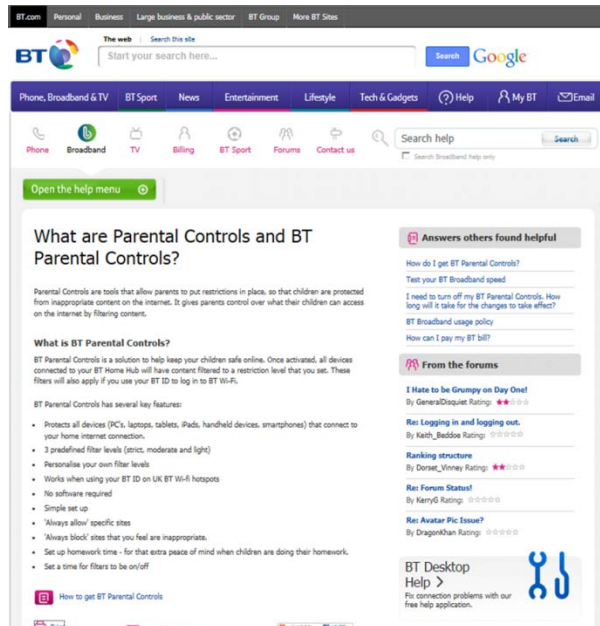 BT.com Personal Business Large business & public sector BT Group More BT Sites
The web Search this site
BT
Start your search here...
Search
Google
Phone, Broadband & TV BT Sport News Entertainment Lifestyle Tech & Gadgets Help My BT Email
Phone Broadband TV Billing BT Sport Forums Contact us
Search help
Search
Search Broadband help only
Open the help menu
What are Parental Controls and BT
Parental Controls?
Parental Controls are tools that allow parents to put restrictions in place, so that children are protected
from inappropriate content on the internet. It gives parents control over what their children can access
on the internet by filtering content.
What is BT Parental Controls?
BT Parental Controls is a solution to help keep your children safe online. Once activated, all devices
connected to your BT Home Hub will have content filtered to a restriction level that you set. These
filters will also apply if you use your BT ID to log in to BT Wi-Fi.
BT Parental Controls has several key features:
• Protects all devices (PC's, laptops, tablets, iPads, handheld devices, smartphones) that connect to
your home internet connection.
• 3 predefined filter levels (strict, moderate and light)
• Personalise your own filter levels
• Works when using your BT ID on UK BT Wi-fi hotspots
• No software required
• Simple set up
• 'Always allow' specific sites
• 'Always block' sites that you feel are inappropriate.
• Set up homework time - for that extra peace of mind when children are doing their homework.
• Set a time for filters to be on/off
How to get BT Parental Controls
Answers others found helpful
How do I get BT Parental Controls?
Test your BT Broadband speed
I need to turn off my BT Parental Controls. How
long will it take for the changes to take effect?
BT Broadband usage policy
How can I pay my BT bill?
From the forums
I Hate to be Grumpy on Day One!
By GeneralDisquiet Rating:
Re: Logging in and logging out.
By Keith_Beddoe Rating:
Ranking structure
By Dorset_Vinney Rating:
Re: Forum Status!
By KerryG Rating:
Re: Avatar Pic Issue?
By DragonKhan Rating:
BT Desktop
Help >
Fix connection problems with our
free help application.